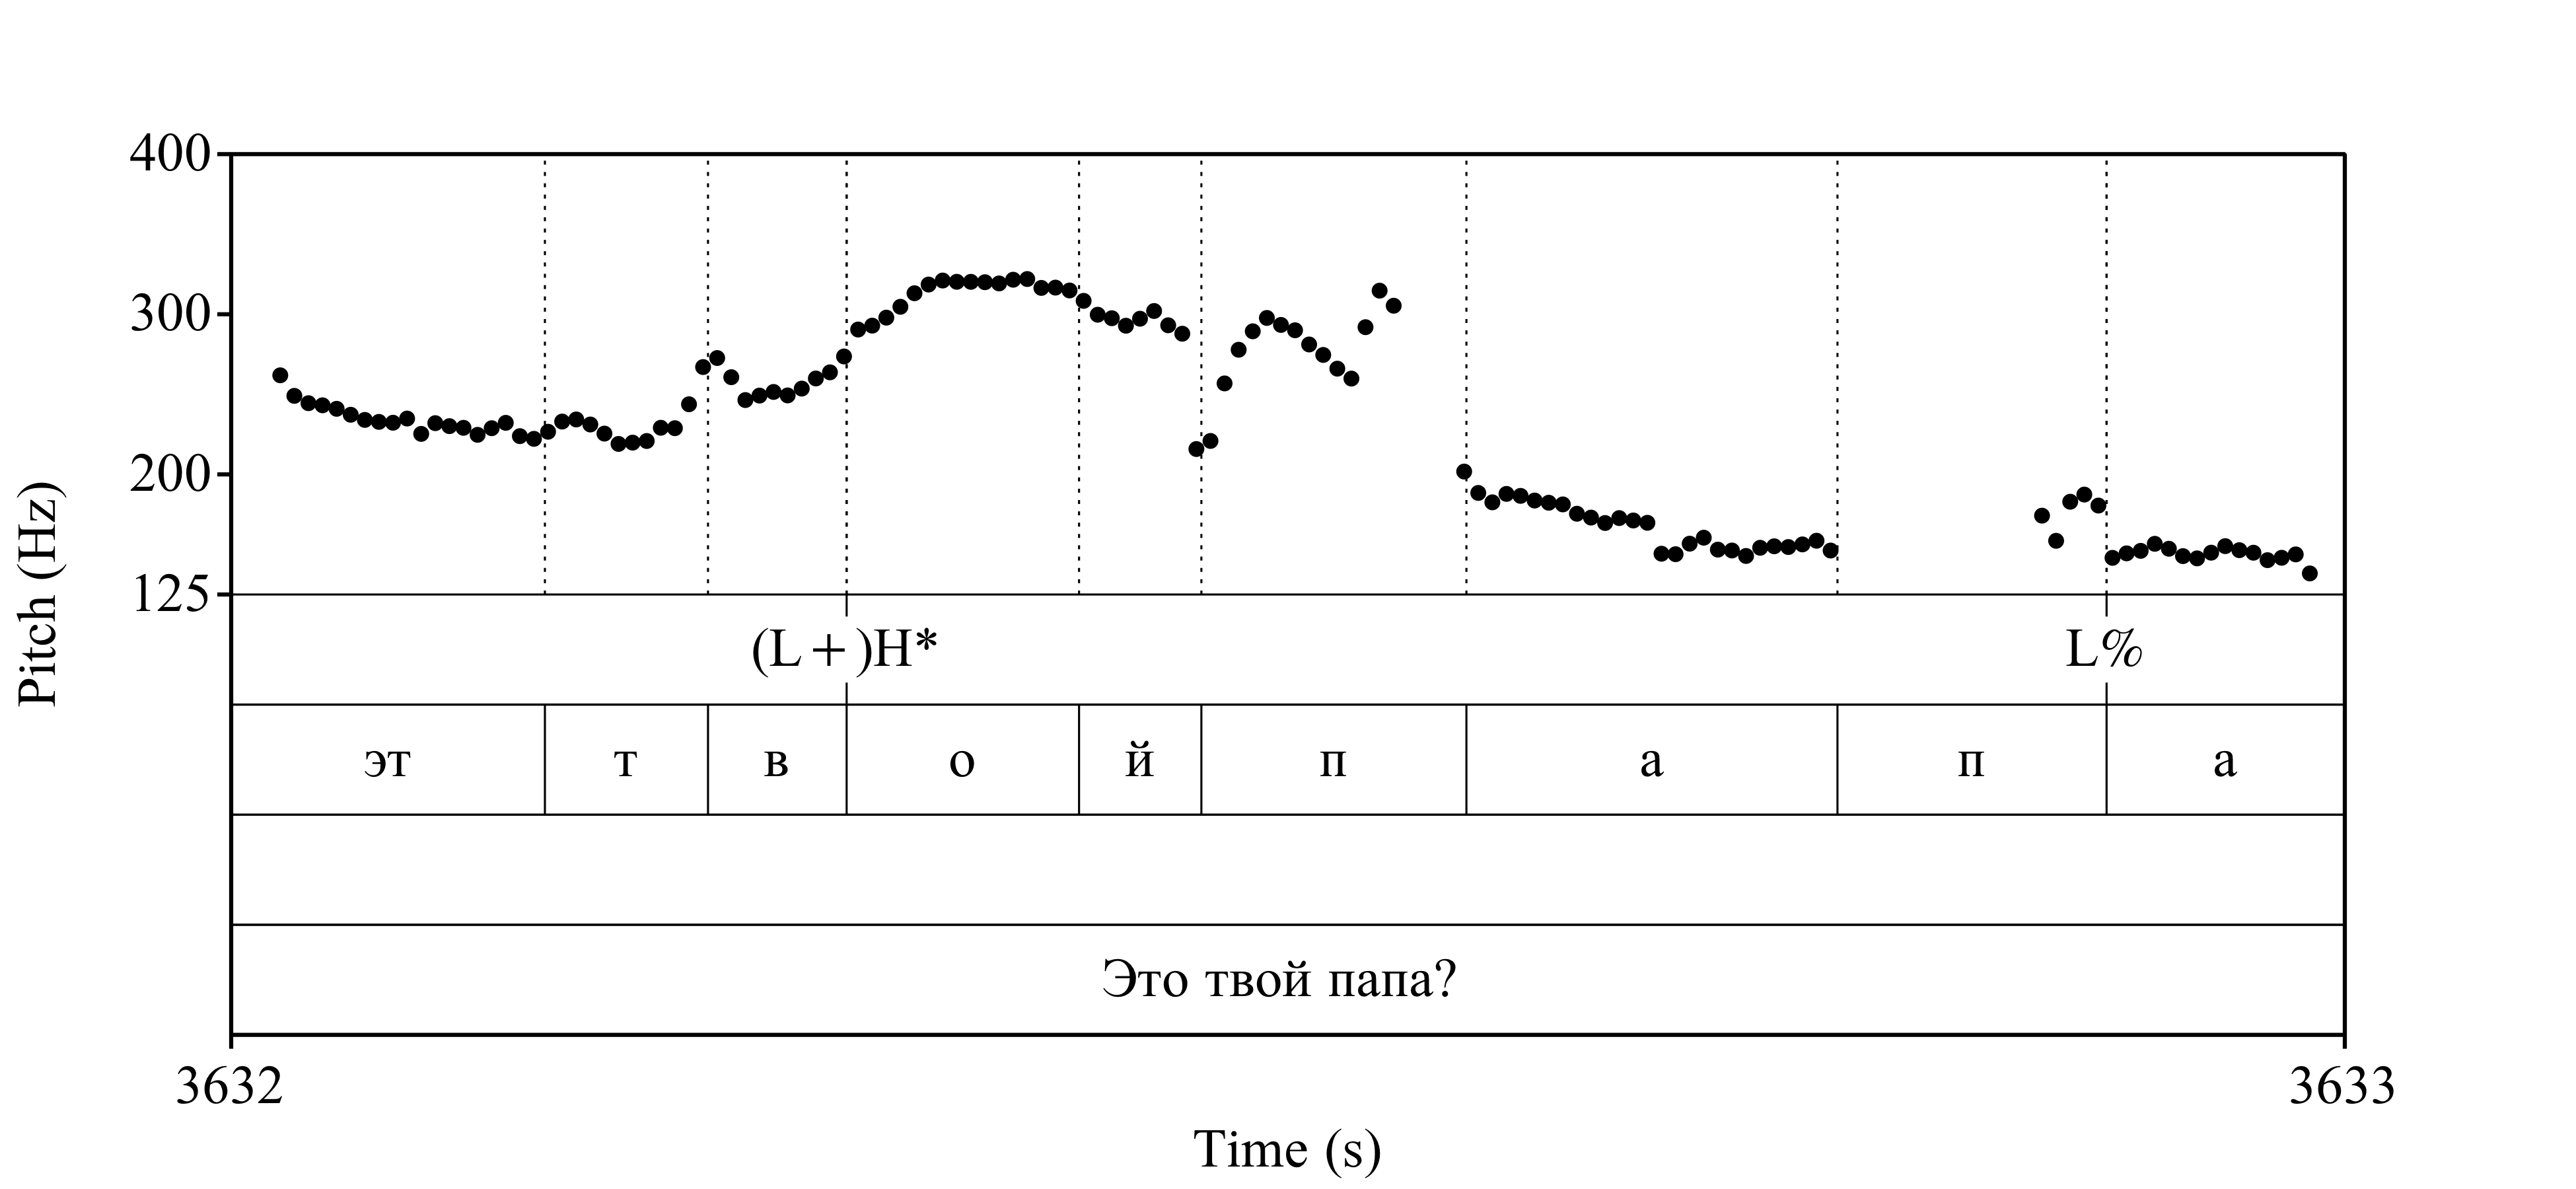 400
300
200
125
Pitch (Hz)
(L+)H* L%
эт т в о й п а п а
Это твой папа?
3632 3633
Time (s)